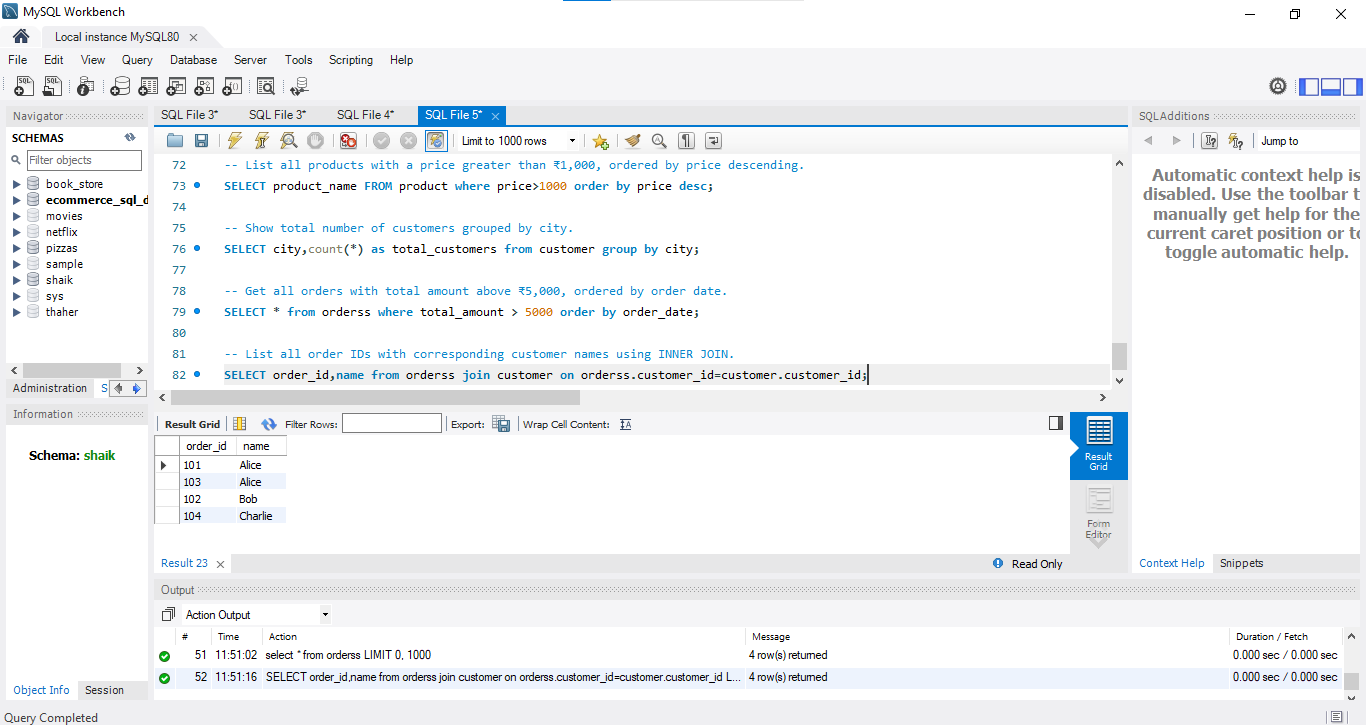 MySQL Workbench
Local instance MySQL80
File Edit View Query Database Server Tools Scripting Help
Navigator
SCHEMAS
Filter objects
book_store
ecommerce_sql_d
movies
netflix
pizzas
sample
shaik
sys
thaher
Administration S
Information
Schema: shaik
Object Info Session
SQL File 3* SQL File 3* SQL File 4* SQL File 5*
Limit to 1000 rows
72 -- List all products with a price greater than ₹1,000, ordered by price descending.
73 SELECT product_name FROM product where price>1000 order by price desc;
74
75 -- Show total number of customers grouped by city.
76 SELECT city,count(*) as total_customers from customer group by city;
77
78 -- Get all orders with total amount above ₹5,000, ordered by order date.
79 SELECT * from orderss where total_amount > 5000 order by order_date;
80
81 -- List all order IDs with corresponding customer names using INNER JOIN.
82 SELECT order_id,name from orderss join customer on orderss.customer_id=customer.customer_id;
Result Grid Filter Rows: Export: Wrap Cell Content:
order_id name
101 Alice
103 Alice
102 Bob
104 Charlie
Result Grid
Form Editor
Result 23
Read Only
SQLAdditions
Jump to
Automatic context help is
disabled. Use the toolbar t
manually get help for the
current caret position or to
toggle automatic help.
Context Help Snippets
Output
Action Output
# Time Action Message Duration / Fetch
51 11:51:02 select * from orderss LIMIT 0, 1000 4 row(s) returned 0.000 sec / 0.000 sec
52 11:51:16 SELECT order_id,name from orderss join customer on orderss.customer_id=customer.customer_id L... 4 row(s) returned 0.000 sec / 0.000 sec
Query Completed